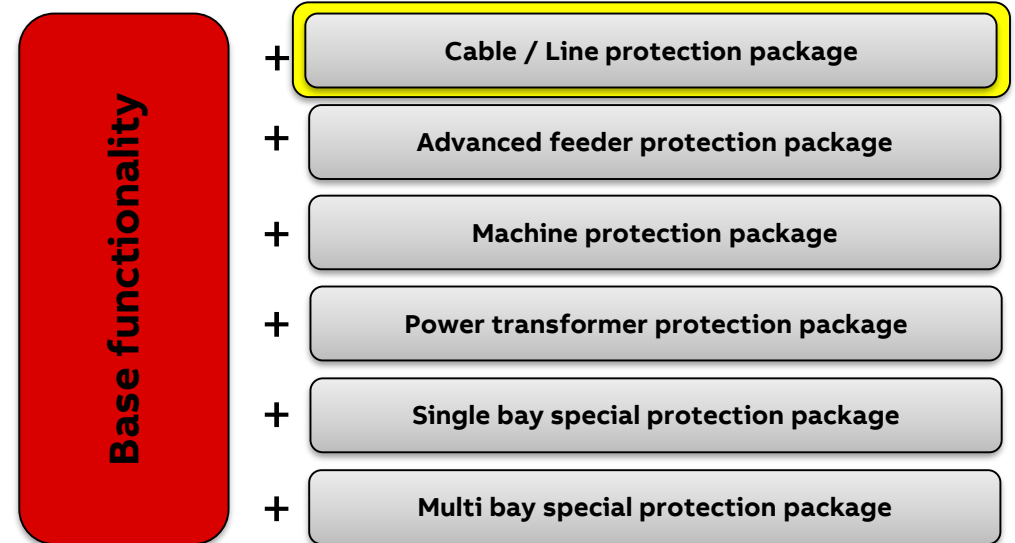 Base functionality
+ Cable / Line protection package
+ Advanced feeder protection package
+ Machine protection package
+ Power transformer protection package
+ Single bay special protection package
+ Multi bay special protection package